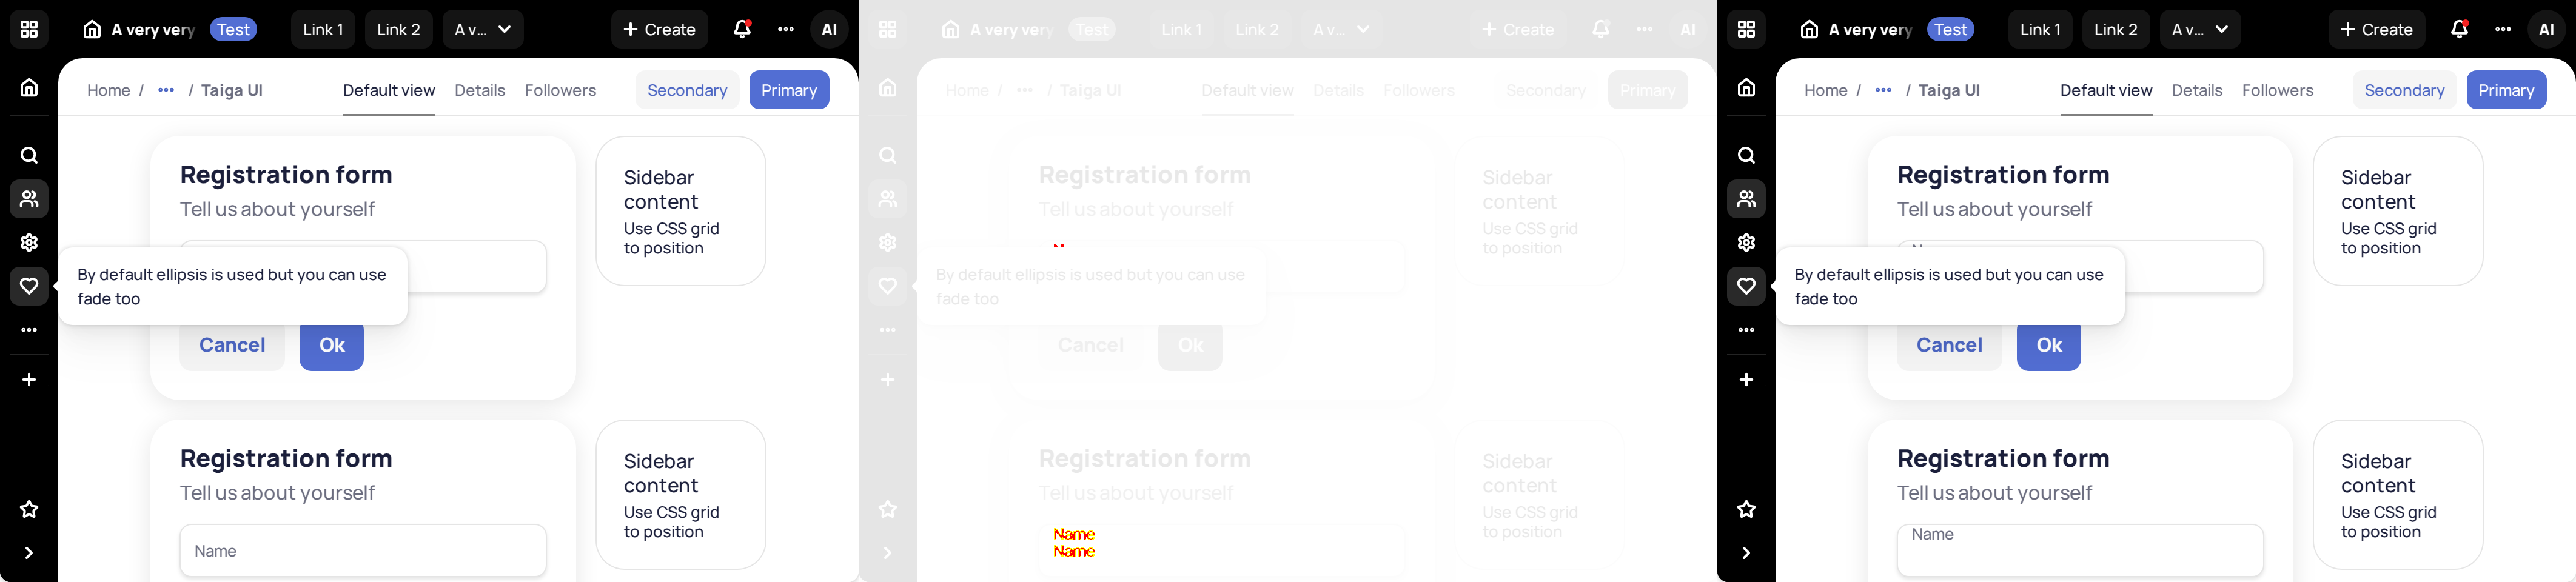 A very very Test Link 1 Link 2 A v... Create AI
Home / ... / Taiga UI Default view Details Followers Secondary Primary
Registration form
Tell us about yourself
Sidebar
content
Use CSS grid
to position
By default ellipsis is used but you can use
fade too
Cancel Ok
Registration form
Tell us about yourself
Name
Sidebar
content
Use CSS grid
to position
A very very Test Link 1 Link 2 A v... Create AI
Home / ... / Taiga UI Default view Details Followers Secondary Primary
Registration form
Tell us about yourself
Sidebar
content
Use CSS grid
to position
By default ellipsis is used but you can use
fade too
Cancel Ok
Registration form
Tell us about yourself
Name
Name
Sidebar
content
Use CSS grid
to position
A very very Test Link 1 Link 2 A v... Create AI
Home / ... / Taiga UI Default view Details Followers Secondary Primary
Registration form
Tell us about yourself
Sidebar
content
Use CSS grid
to position
By default ellipsis is used but you can use
fade too
Cancel Ok
Registration form
Tell us about yourself
Name
Sidebar
content
Use CSS grid
to position